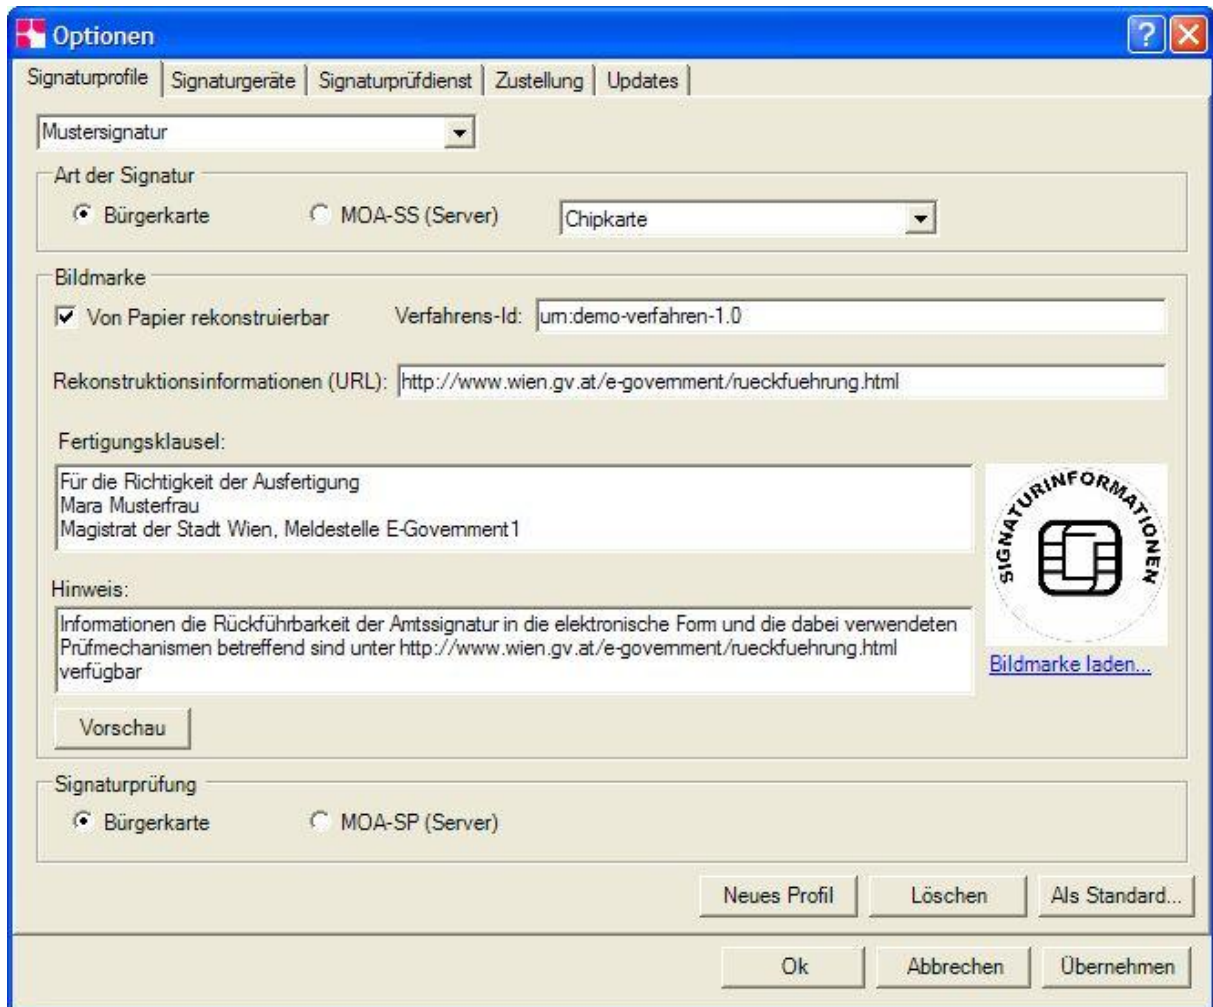 Optionen
Signaturprofile Signaturgeräte Signaturprüfdienst Zustellung Updates
Mustersignatur
Art der Signatur
Bürgerkarte MOA-SS (Server) Chipkarte
Bildmarke
Von Papier rekonstruierbar Verfahrens-Id: urn:demo-verfahren-1.0
Rekonstruktionsinformationen (URL): http://www.wien.gv.at/e-government/rueckfuehrung.html
Fertigungsklausel:
Für die Richtigkeit der Ausfertigung
Mara Musterfrau
Magistrat der Stadt Wien, Meldestelle E-Government1
SIGNATURINFORMATIONEN
Hinweis:
Informationen die Rückführbarkeit der Amtssignatur in die elektronische Form und die dabei verwendeten
Prüfmechanismen betreffend sind unter http://www.wien.gv.at/e-government/rueckfuehrung.html
verfügbar
Bildmarke laden...
Vorschau
Signaturprüfung
Bürgerkarte MOA-SP (Server)
Neues Profil Löschen Als Standard...
Ok Abbrechen Übernehmen